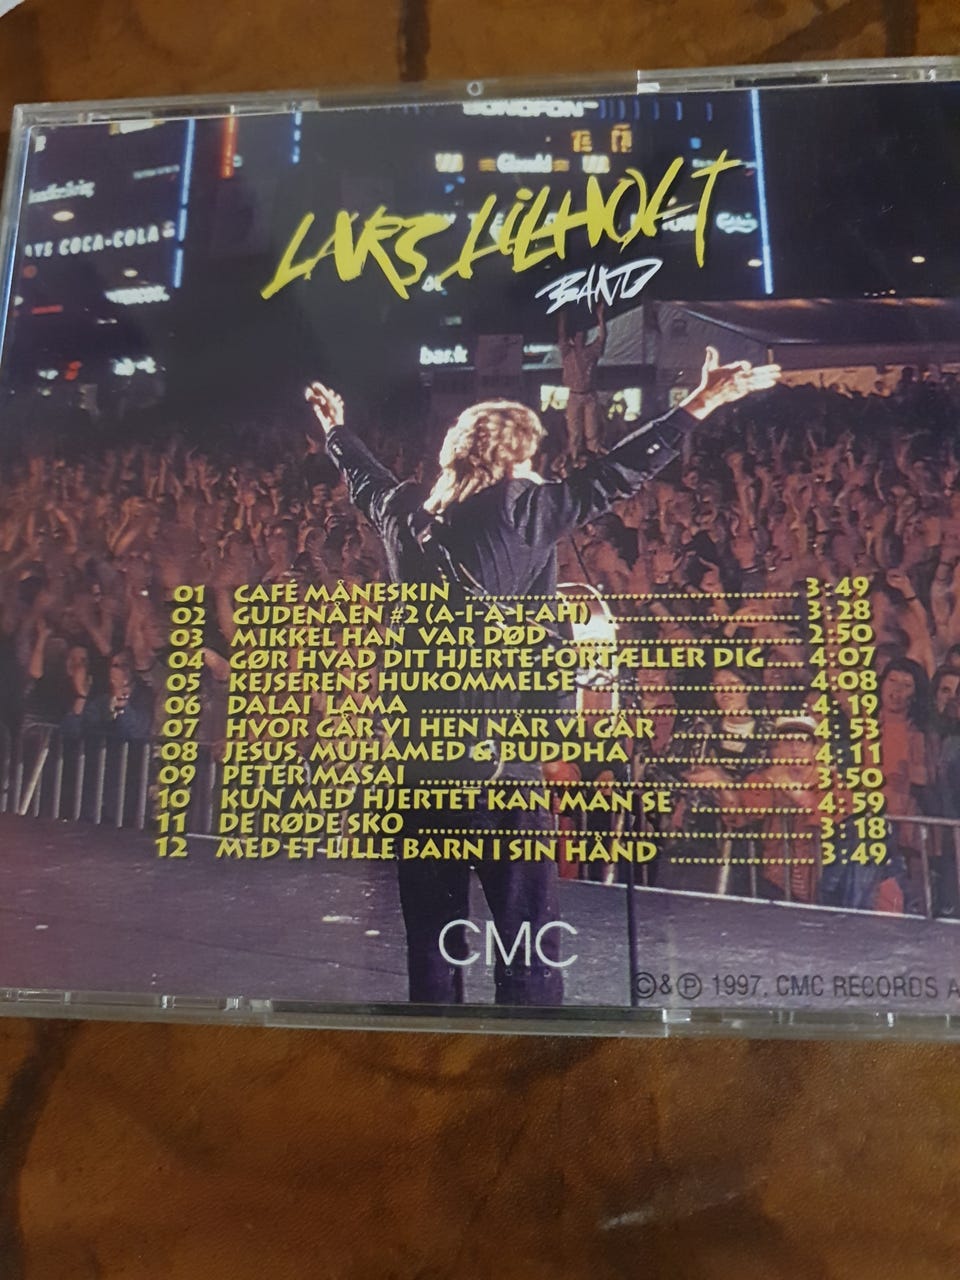 SONOFON
COCA-COLA
LARS LILHOLT
BAND
bar.k
01 CAFÉ MÅNESKIN 3:49
02 GUDENÅEN #2 (A-I-A-I-AH) 3:28
03 MIKKEL HAN VAR DØD 2:50
04 GØR HVAD DIT HJERTE FORTÆLLER DIG 4:07
05 KEJSERENS HUKOMMELSE 4:08
06 DALAI LAMA 4:19
07 HVOR GÅR VI HEN NÅR VI GÅR 4:53
08 JESUS, MUHAMED & BUDDHA 4:11
09 PETER MASAI 3:50
10 KUN MED HJERTET KAN MAN SE 4:59
11 DE RØDE SKO 3:18
12 MED ET LILLE BARN I SIN HÅND 3:49
CMC
RECORDS
©&℗ 1997, CMC RECORDS A